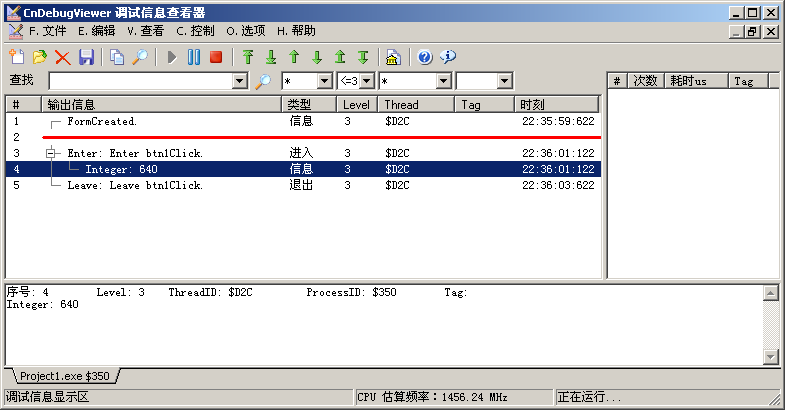 CnDebugViewer 调试信息查看器
F. 文件 E. 编辑 V. 查看 C. 控制 O. 选项 H. 帮助
查找 * <=3 *
# 输出信息 类型 Level Thread Tag 时刻 # 次数 耗时us Tag
1 FormCreated. 信息 3 $D2C 22:35:59:622
2
3 Enter: Enter btn1Click. 进入 3 $D2C 22:36:01:122
4 Integer: 640 信息 3 $D2C 22:36:01:122
5 Leave: Leave btn1Click. 退出 3 $D2C 22:36:03:622
序号: 4 Level: 3 ThreadID: $D2C ProcessID: $350 Tag:
Integer: 640
Project1.exe $350
调试信息显示区 CPU 估算频率：1456.24 MHz 正在运行...